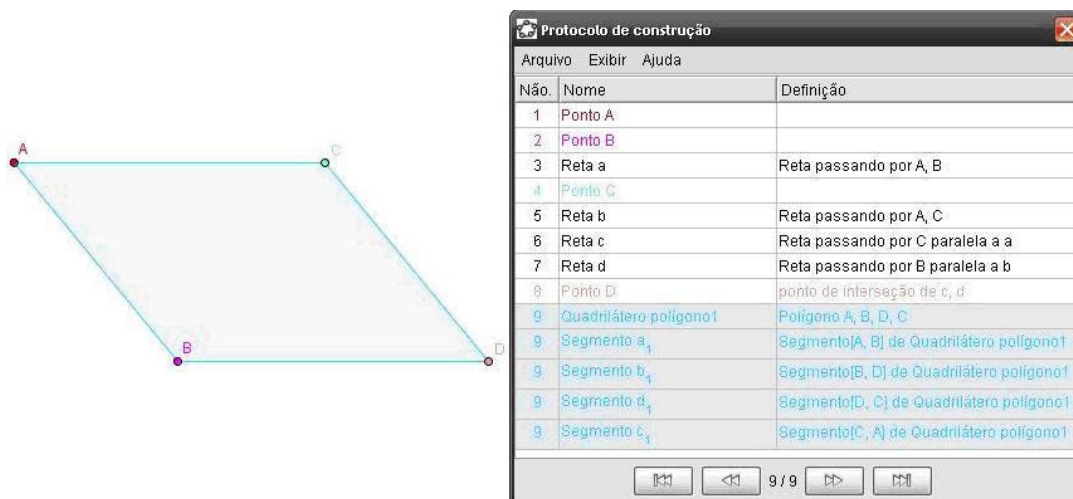 A
C
B
D
Protocolo de construção
Arquivo Exibir Ajuda
Não. Nome Definição
1 Ponto A
2 Ponto B
3 Reta a Reta passando por A, B
4 Ponto C
5 Reta b Reta passando por A, C
6 Reta c Reta passando por C paralela a a
7 Reta d Reta passando por B paralela a b
8 Ponto D ponto de interseção de c, d
9 Quadrilátero polígono1 Polígono A, B, D, C
9 Segmento a₁ Segmento[A, B] de Quadrilátero polígono1
9 Segmento b₁ Segmento[B, D] de Quadrilátero polígono1
9 Segmento d₁ Segmento[D, C] de Quadrilátero polígono1
9 Segmento c₁ Segmento[C, A] de Quadrilátero polígono1
9 / 9